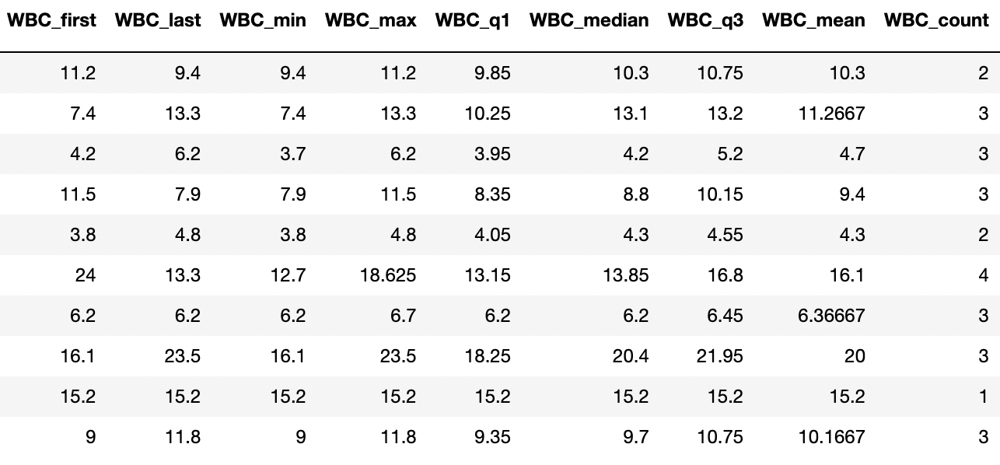 WBC_first WBC_last WBC_min WBC_max WBC_q1 WBC_median WBC_q3 WBC_mean WBC_count
11.2 9.4 9.4 11.2 9.85 10.3 10.75 10.3 2
7.4 13.3 7.4 13.3 10.25 13.1 13.2 11.2667 3
4.2 6.2 3.7 6.2 3.95 4.2 5.2 4.7 3
11.5 7.9 7.9 11.5 8.35 8.8 10.15 9.4 3
3.8 4.8 3.8 4.8 4.05 4.3 4.55 4.3 2
24 13.3 12.7 18.625 13.15 13.85 16.8 16.1 4
6.2 6.2 6.2 6.7 6.2 6.2 6.45 6.36667 3
16.1 23.5 16.1 23.5 18.25 20.4 21.95 20 3
15.2 15.2 15.2 15.2 15.2 15.2 15.2 15.2 1
9 11.8 9 11.8 9.35 9.7 10.75 10.1667 3